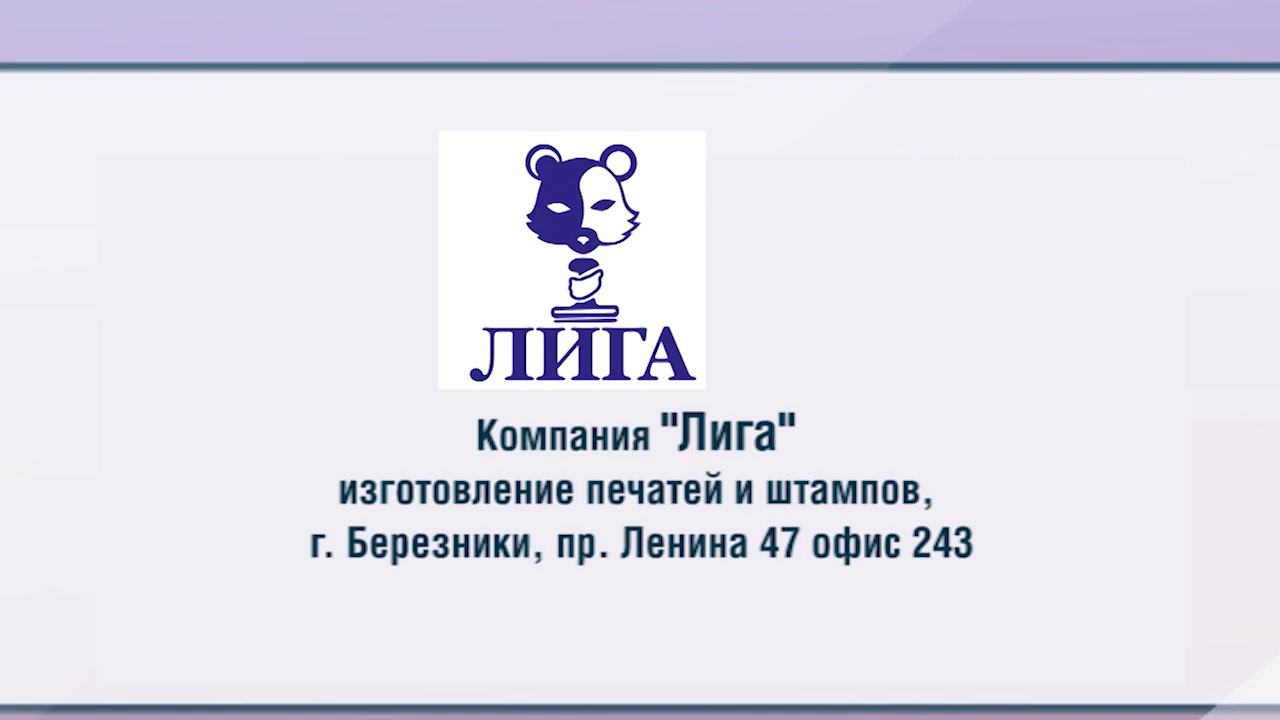 ЛИГА
Компания "Лига"
изготовление печатей и штампов,
г. Березники, пр. Ленина 47 офис 243